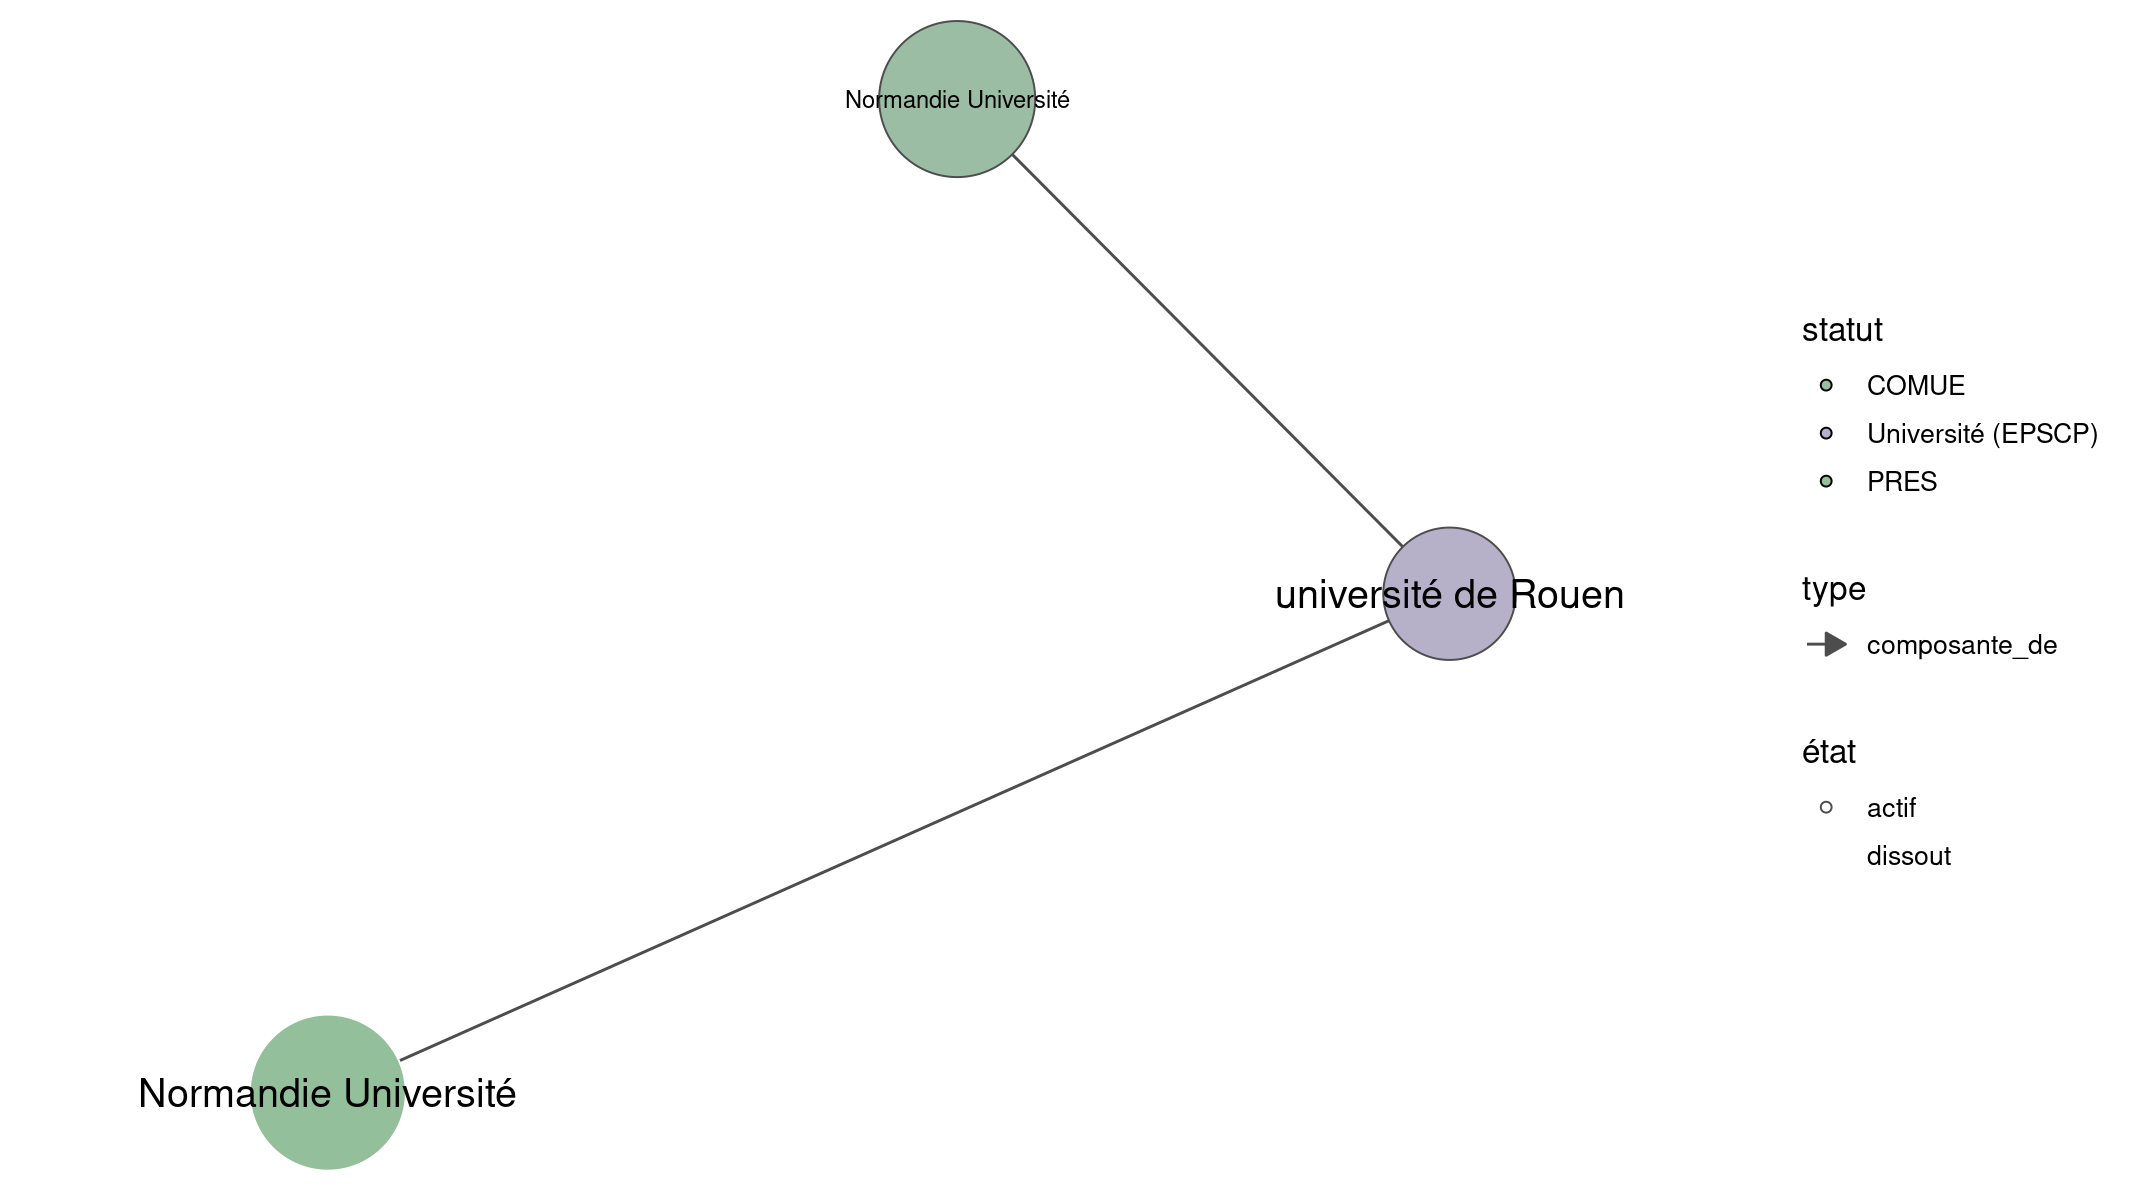 Normandie Université
université de Rouen
Normandie Université
statut
COMUE
Université (EPSCP)
PRES
type
composante_de
état
actif
dissout